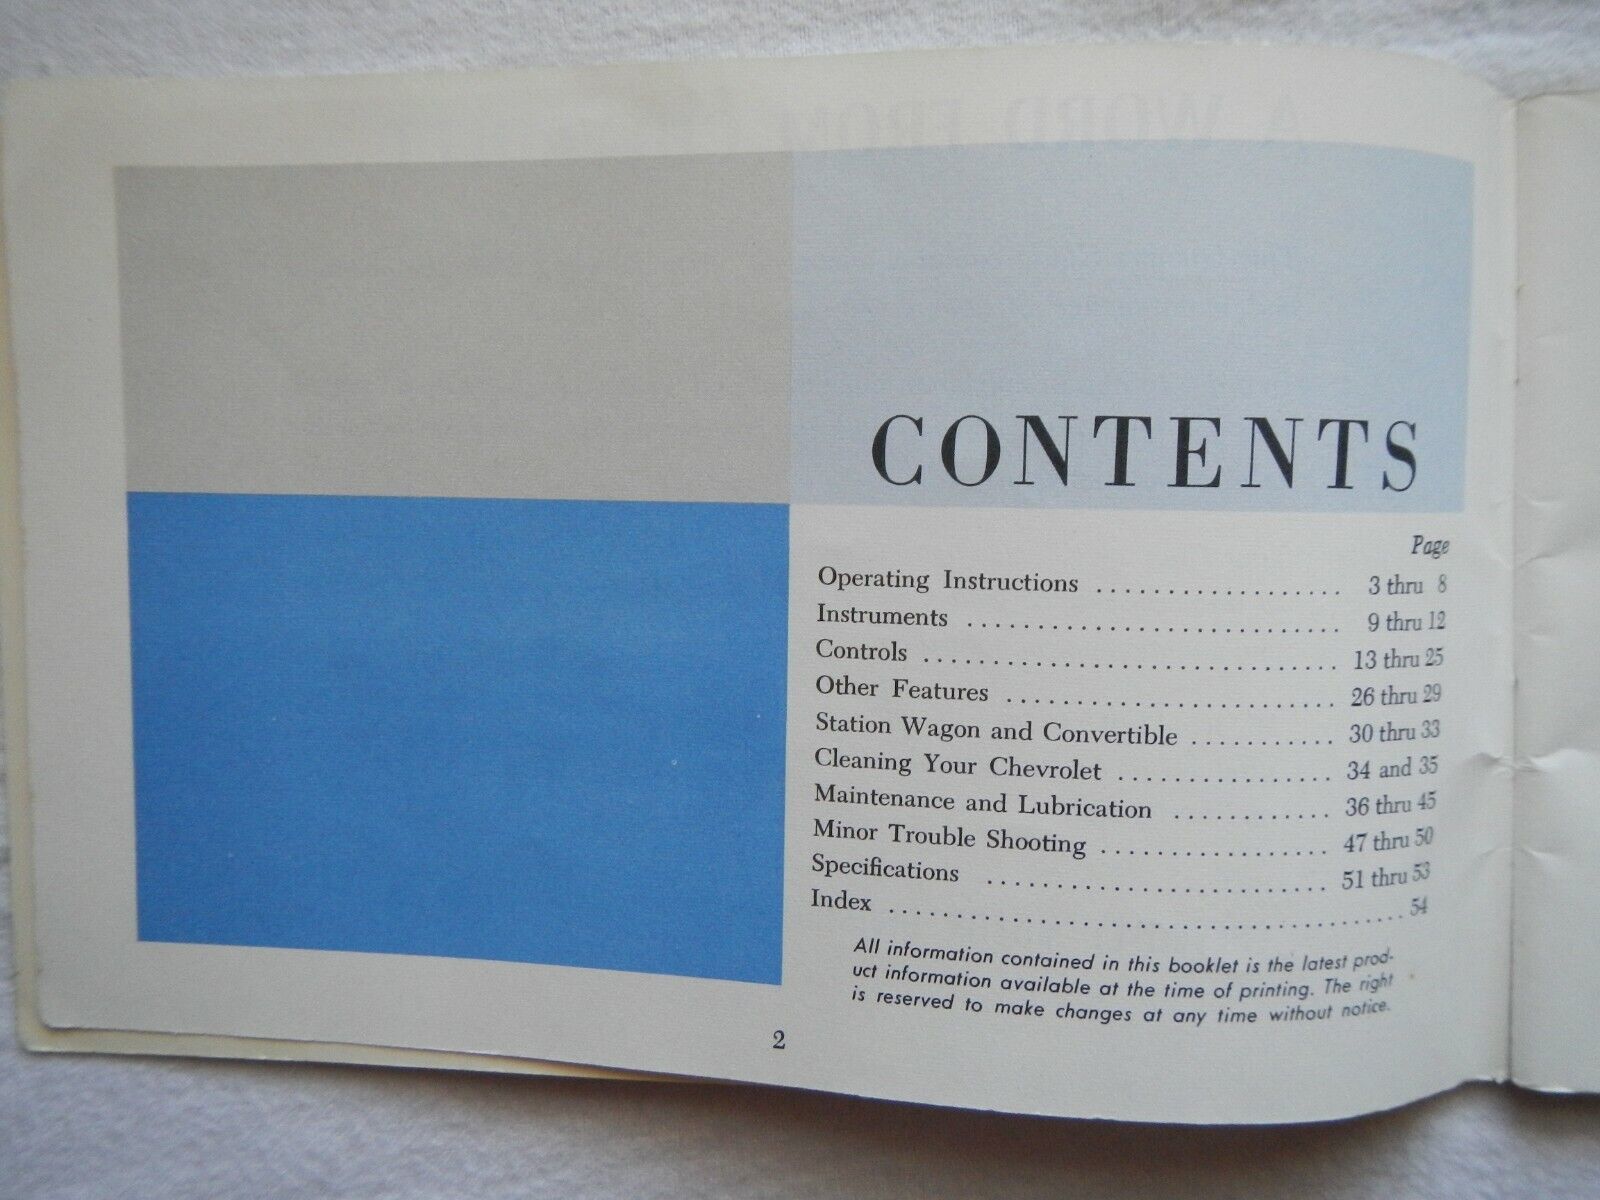 CONTENTS
Page
Operating Instructions ................... 3 thru 8
Instruments ............................ 9 thru 12
Controls ............................... 13 thru 25
Other Features ......................... 26 thru 29
Station Wagon and Convertible ........... 30 thru 33
Cleaning Your Chevrolet ................ 34 and 35
Maintenance and Lubrication ............ 36 thru 45
Minor Trouble Shooting ................. 47 thru 50
Specifications ......................... 51 thru 53
Index ...................................... 54
All information contained in this booklet is the latest prod-
uct information available at the time of printing. The right
is reserved to make changes at any time without notice.
2